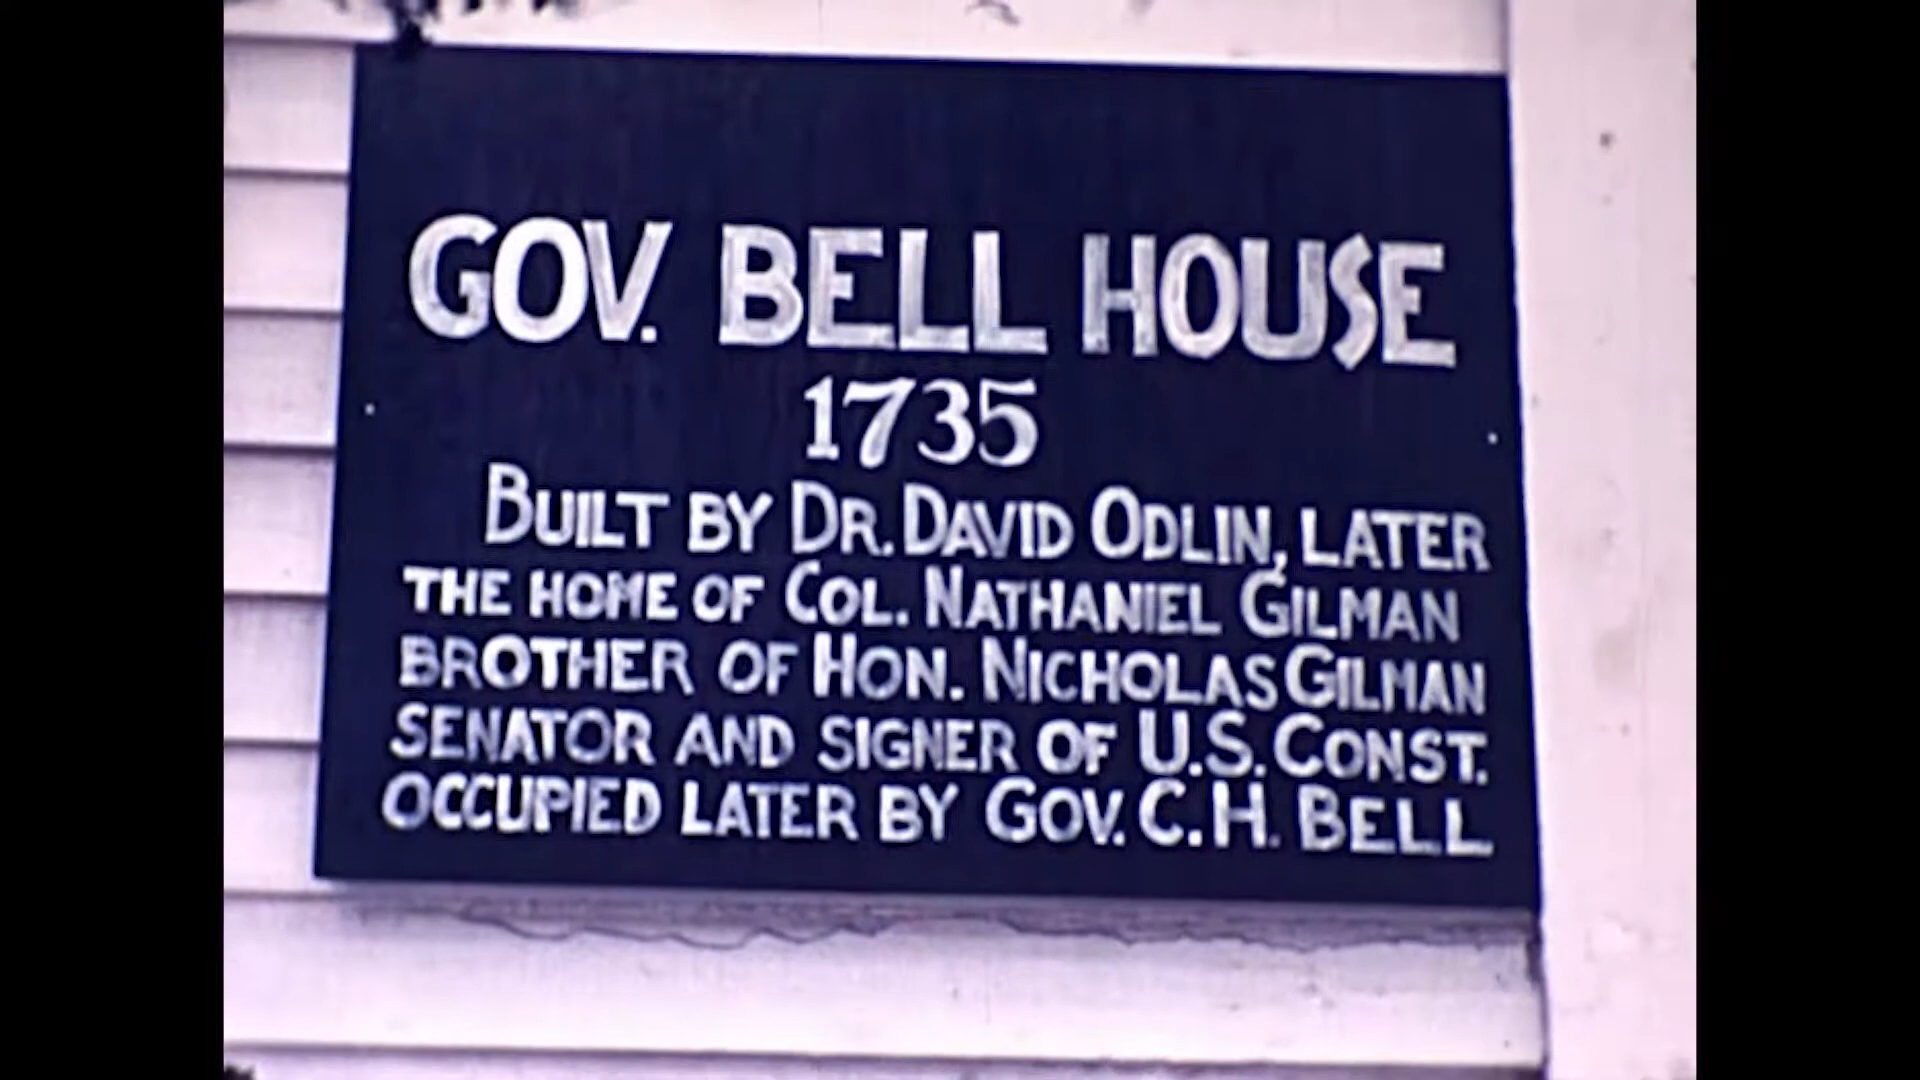 GOV. BELL HOUSE
1735
BUILT BY DR. DAVID ODLIN, LATER
THE HOME OF COL. NATHANIEL GILMAN
BROTHER OF HON. NICHOLAS GILMAN
SENATOR AND SIGNER OF U.S. CONST.
OCCUPIED LATER BY GOV. C. H. BELL